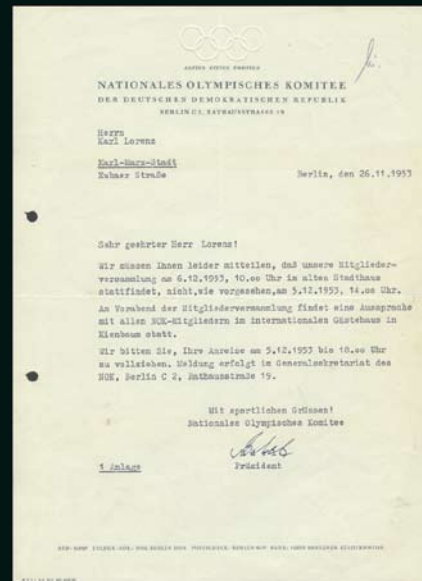 NATIONALES OLYMPISCHES KOMITEE
DER DEUTSCHEN DEMOKRATISCHEN REPUBLIK
BERLIN C2, RATHAUSSTRASSE 19
Herrn
Karl Lorenz
Karl-Marx-Stadt
Straße
Berlin, den 26.11.1953
Sehr geehrter Herr Lorenz!
Wir müssen Ihnen leider mitteilen, daß unsere Mitglieder-
versammlung am 6.12.1953, 10.oo Uhr im alten Stadthaus
stattfindet, nicht, wie vorgesehen, am 5.12.1953, 14.oo Uhr.
Am Vorabend der Mitgliederversammlung findet eine Aussprache
mit allen NOK-Mitgliedern im internationalen Gästehaus in
Kienbaum statt.
Wir bitten Sie, Ihre Anreise am 5.12.1953 bis 18.oo Uhr
zu vollziehen. Meldung erfolgt im Generalsekretariat des
NOK, Berlin C 2, Rathausstraße 19.
Mit sportlichen Grüssen!
Nationales Olympisches Komitee
1 Anlage
Präsident